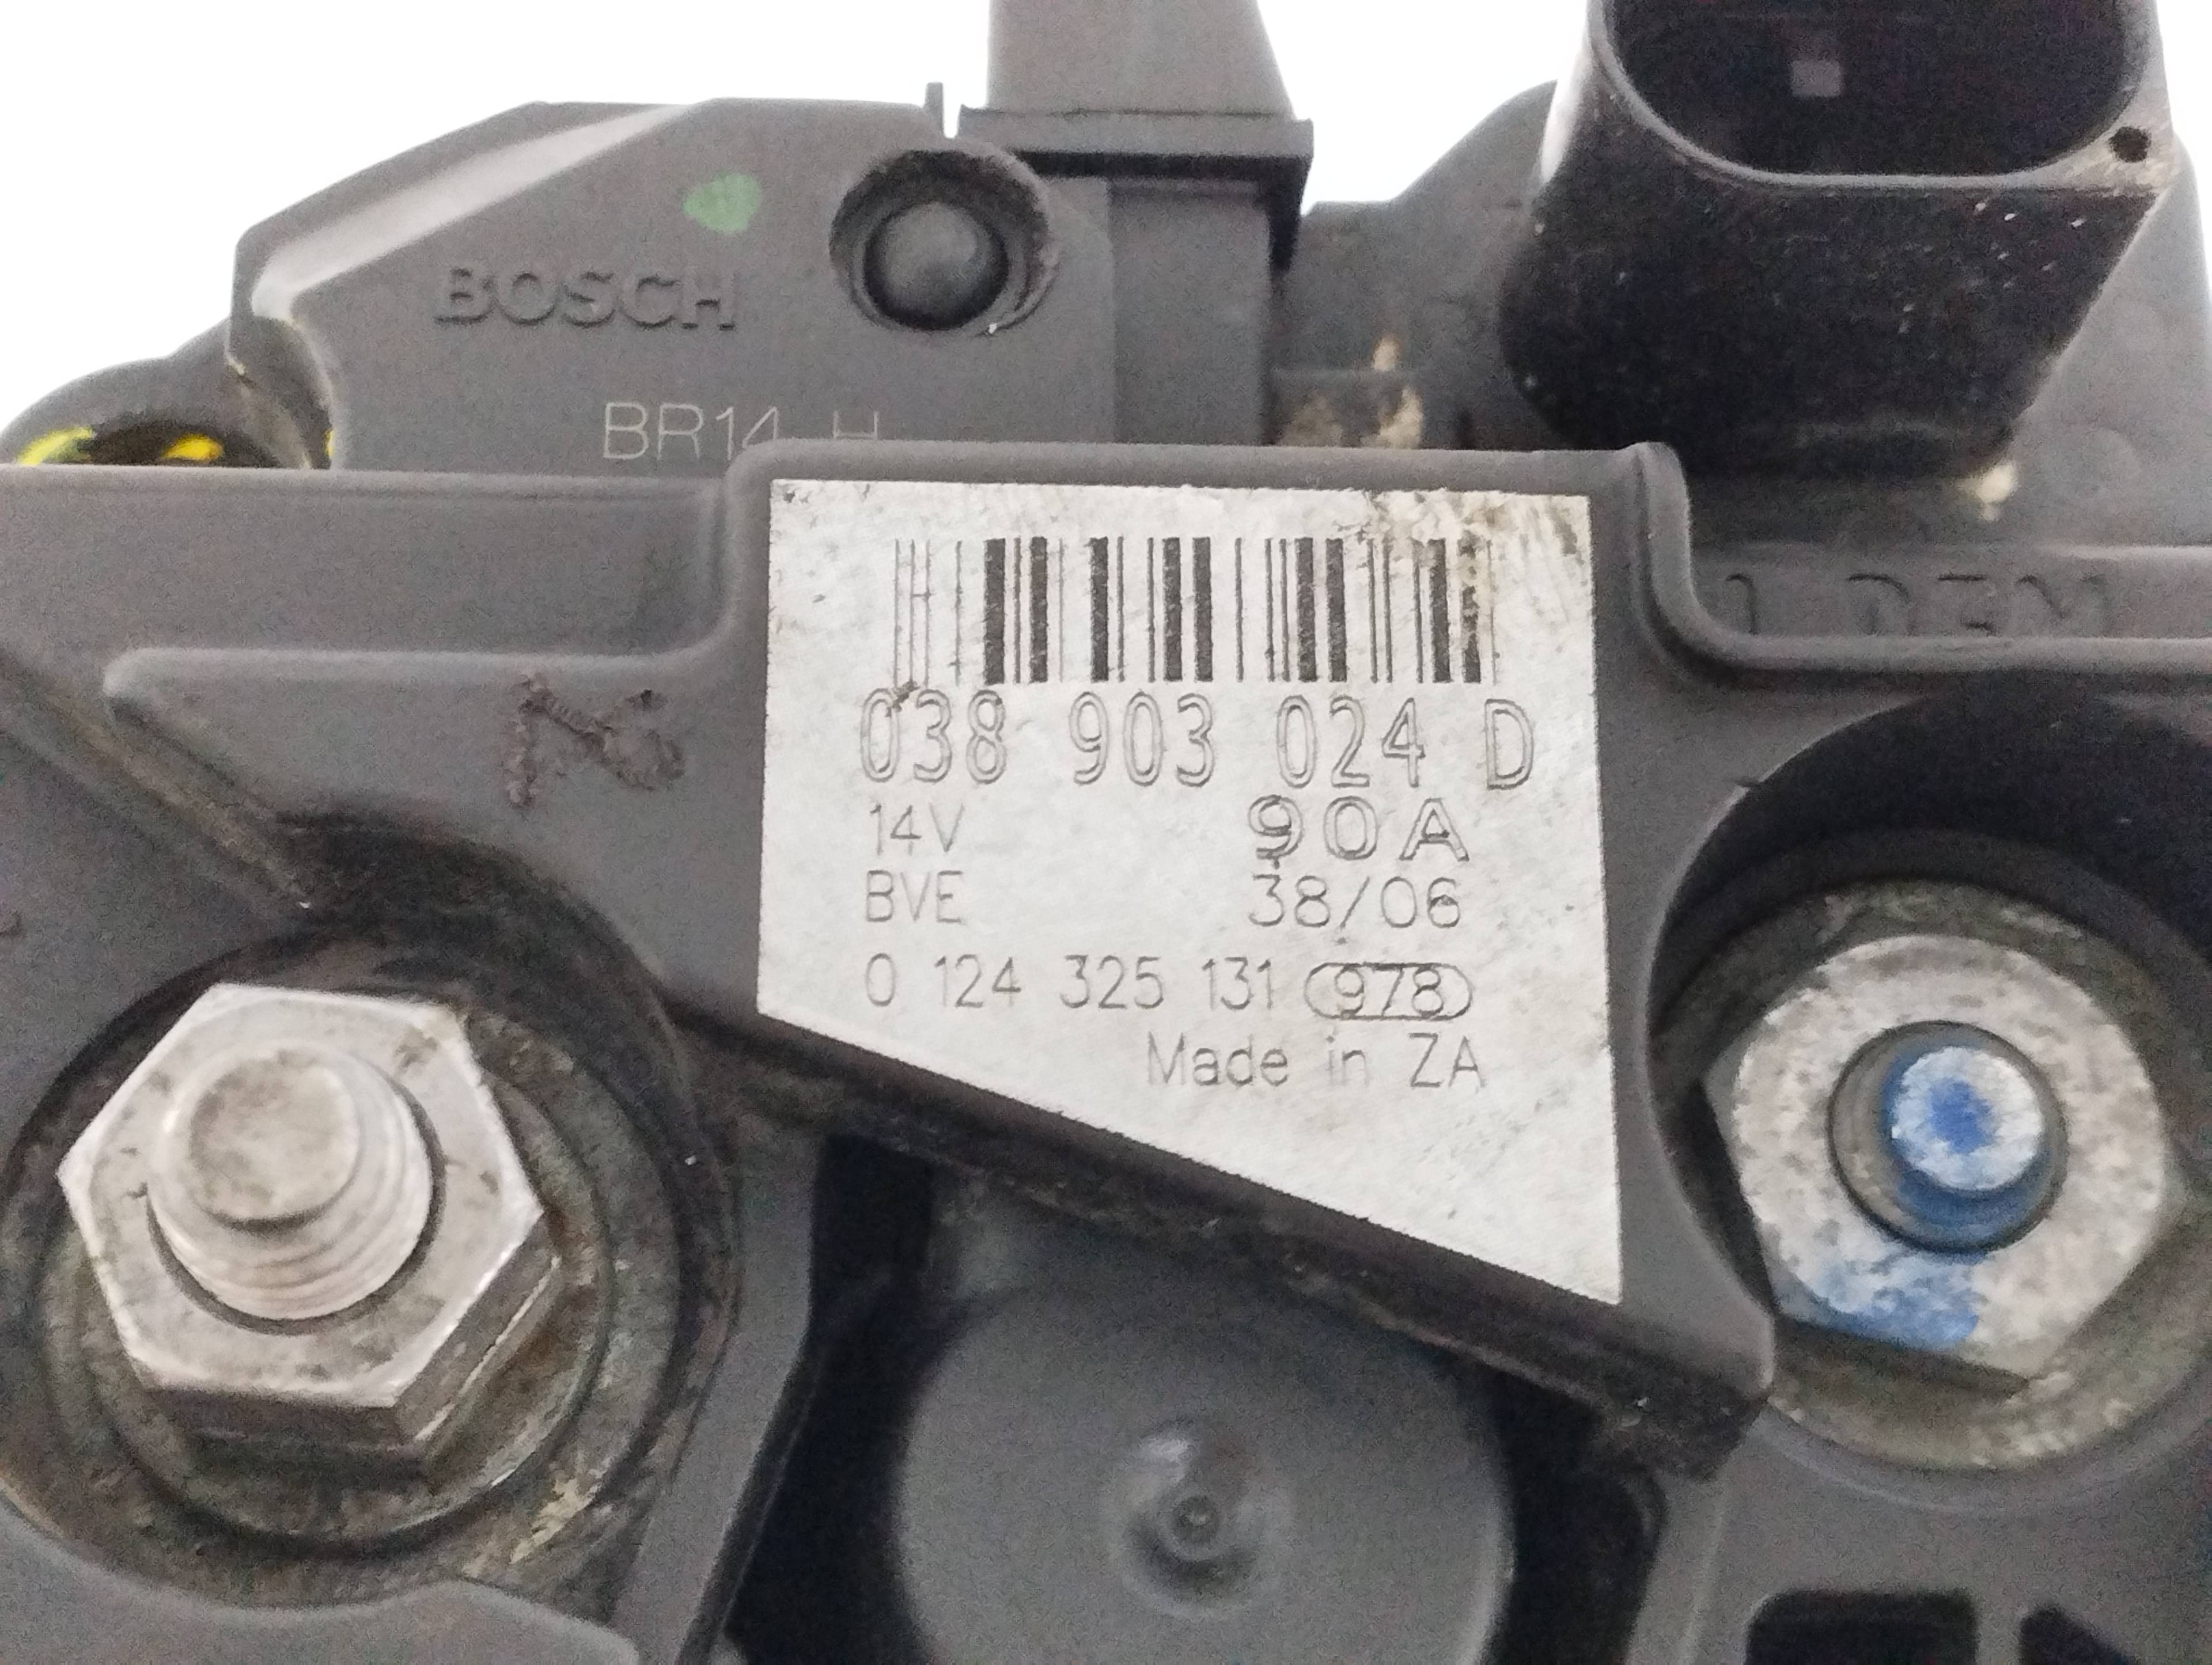 BOSCH
BR14-H
038 903 024 D
14V 90A
BVE 38/06
0 124 325 131 978
Made in ZA